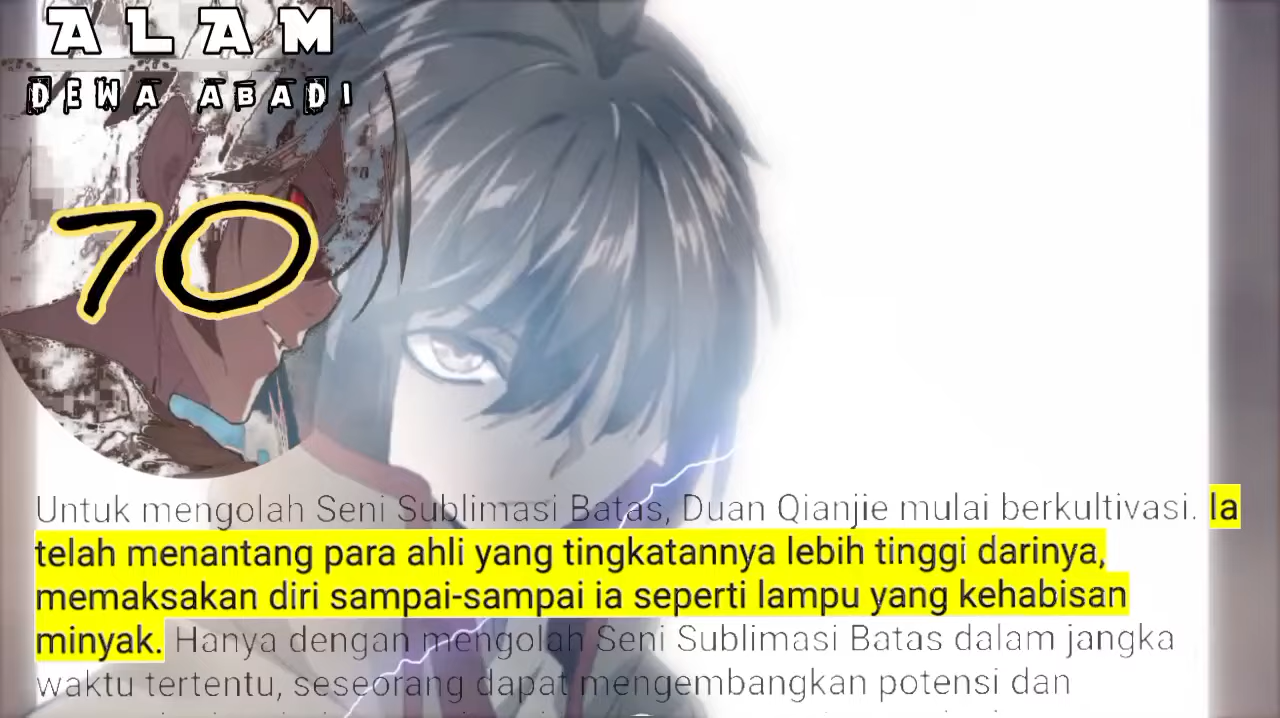 ALAM
DEWA ABADI
70
Untuk mengolah Seni Sublimasi Batas, Duan Qianjie mulai berkultivasi. Ia
telah menantang para ahli yang tingkatannya lebih tinggi darinya,
memaksakan diri sampai-sampai ia seperti lampu yang kehabisan
minyak. Hanya dengan mengolah Seni Sublimasi Batas dalam jangka
waktu tertentu, seseorang dapat mengembangkan potensi dan